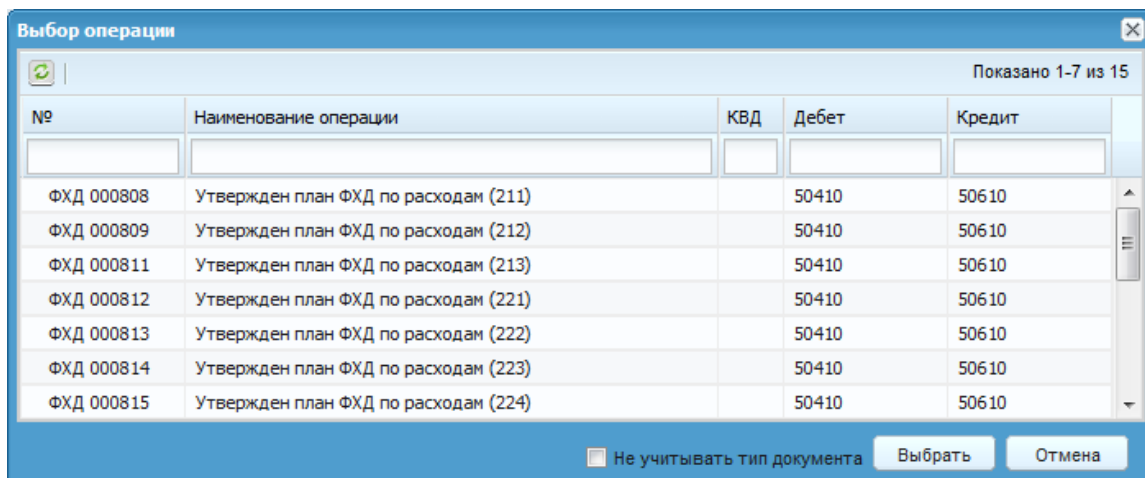 Выбор операции
Показано 1-7 из 15
№ Наименование операции КВД Дебет Кредит
ФХД 000808 Утвержден план ФХД по расходам (211) 50410 50610
ФХД 000809 Утвержден план ФХД по расходам (212) 50410 50610
ФХД 000811 Утвержден план ФХД по расходам (213) 50410 50610
ФХД 000812 Утвержден план ФХД по расходам (221) 50410 50610
ФХД 000813 Утвержден план ФХД по расходам (222) 50410 50610
ФХД 000814 Утвержден план ФХД по расходам (223) 50410 50610
ФХД 000815 Утвержден план ФХД по расходам (224) 50410 50610
Не учитывать тип документа Выбрать Отмена